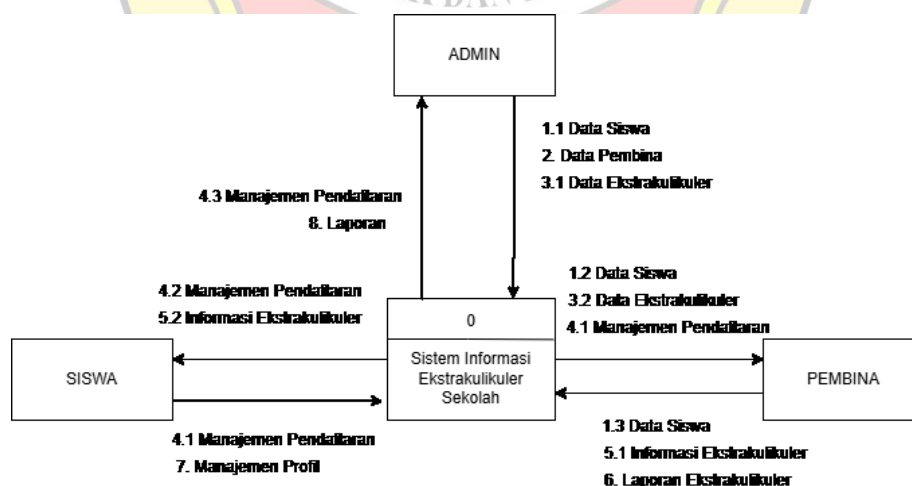 ADMIN
1.1 Data Siswa
2. Data Pembina
3.1 Data Ekstrakulikuler
4.3 Manajemen Pendaftaran
8. Laporan
1.2 Data Siswa
3.2 Data Ekstrakulikuler
4.1 Manajemen Pendaftaran
4.2 Manajemen Pendaftaran
5.2 Informasi Ekstrakulikuler
0
Sistem Informasi
Ekstrakulikuler
Sekolah
SISWA
PEMBINA
4.1 Manajemen Pendaftaran
7. Manajemen Profil
1.3 Data Siswa
5.1 Informasi Ekstrakulikuler
6. Laporan Ekstrakulikuler